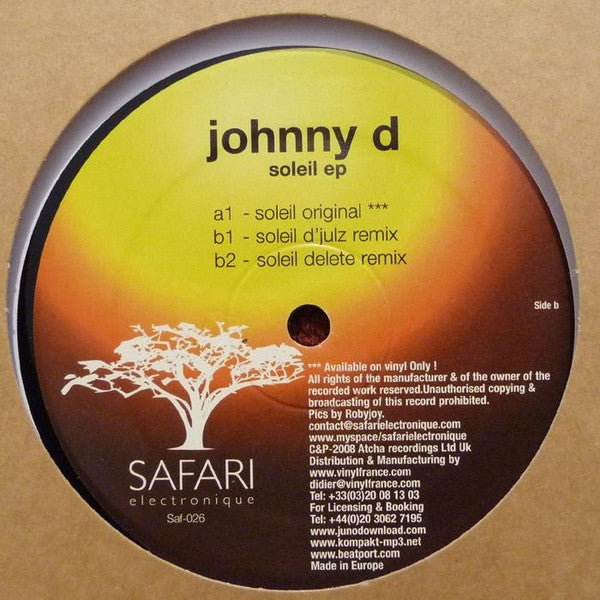 johnny d
soleil ep
a1 - soleil original ***
b1 - soleil d'julz remix
b2 - soleil delete remix
Side b
*** Available on vinyl Only !
All rights of the manufacturer & of the owner of the
recorded work reserved.Unauthorised copying &
broadcasting of this record prohibited.
Pics by Robyjoy.
contact@safarielectronique.com
www.myspace/safarielectronique
C&P-2008 Atcha recordings Ltd Uk
Distribution & Manufacturing by
www.vinylfrance.com
didier@vinylfrance.com
Tel: +33(03)20 08 13 03
For Licensing & Booking
Tel: +44(0)20 3062 7195
www.junodownload.com
www.kompakt-mp3.net
www.beatport.com
Made in Europe
SAFARI
electronique
Saf-026